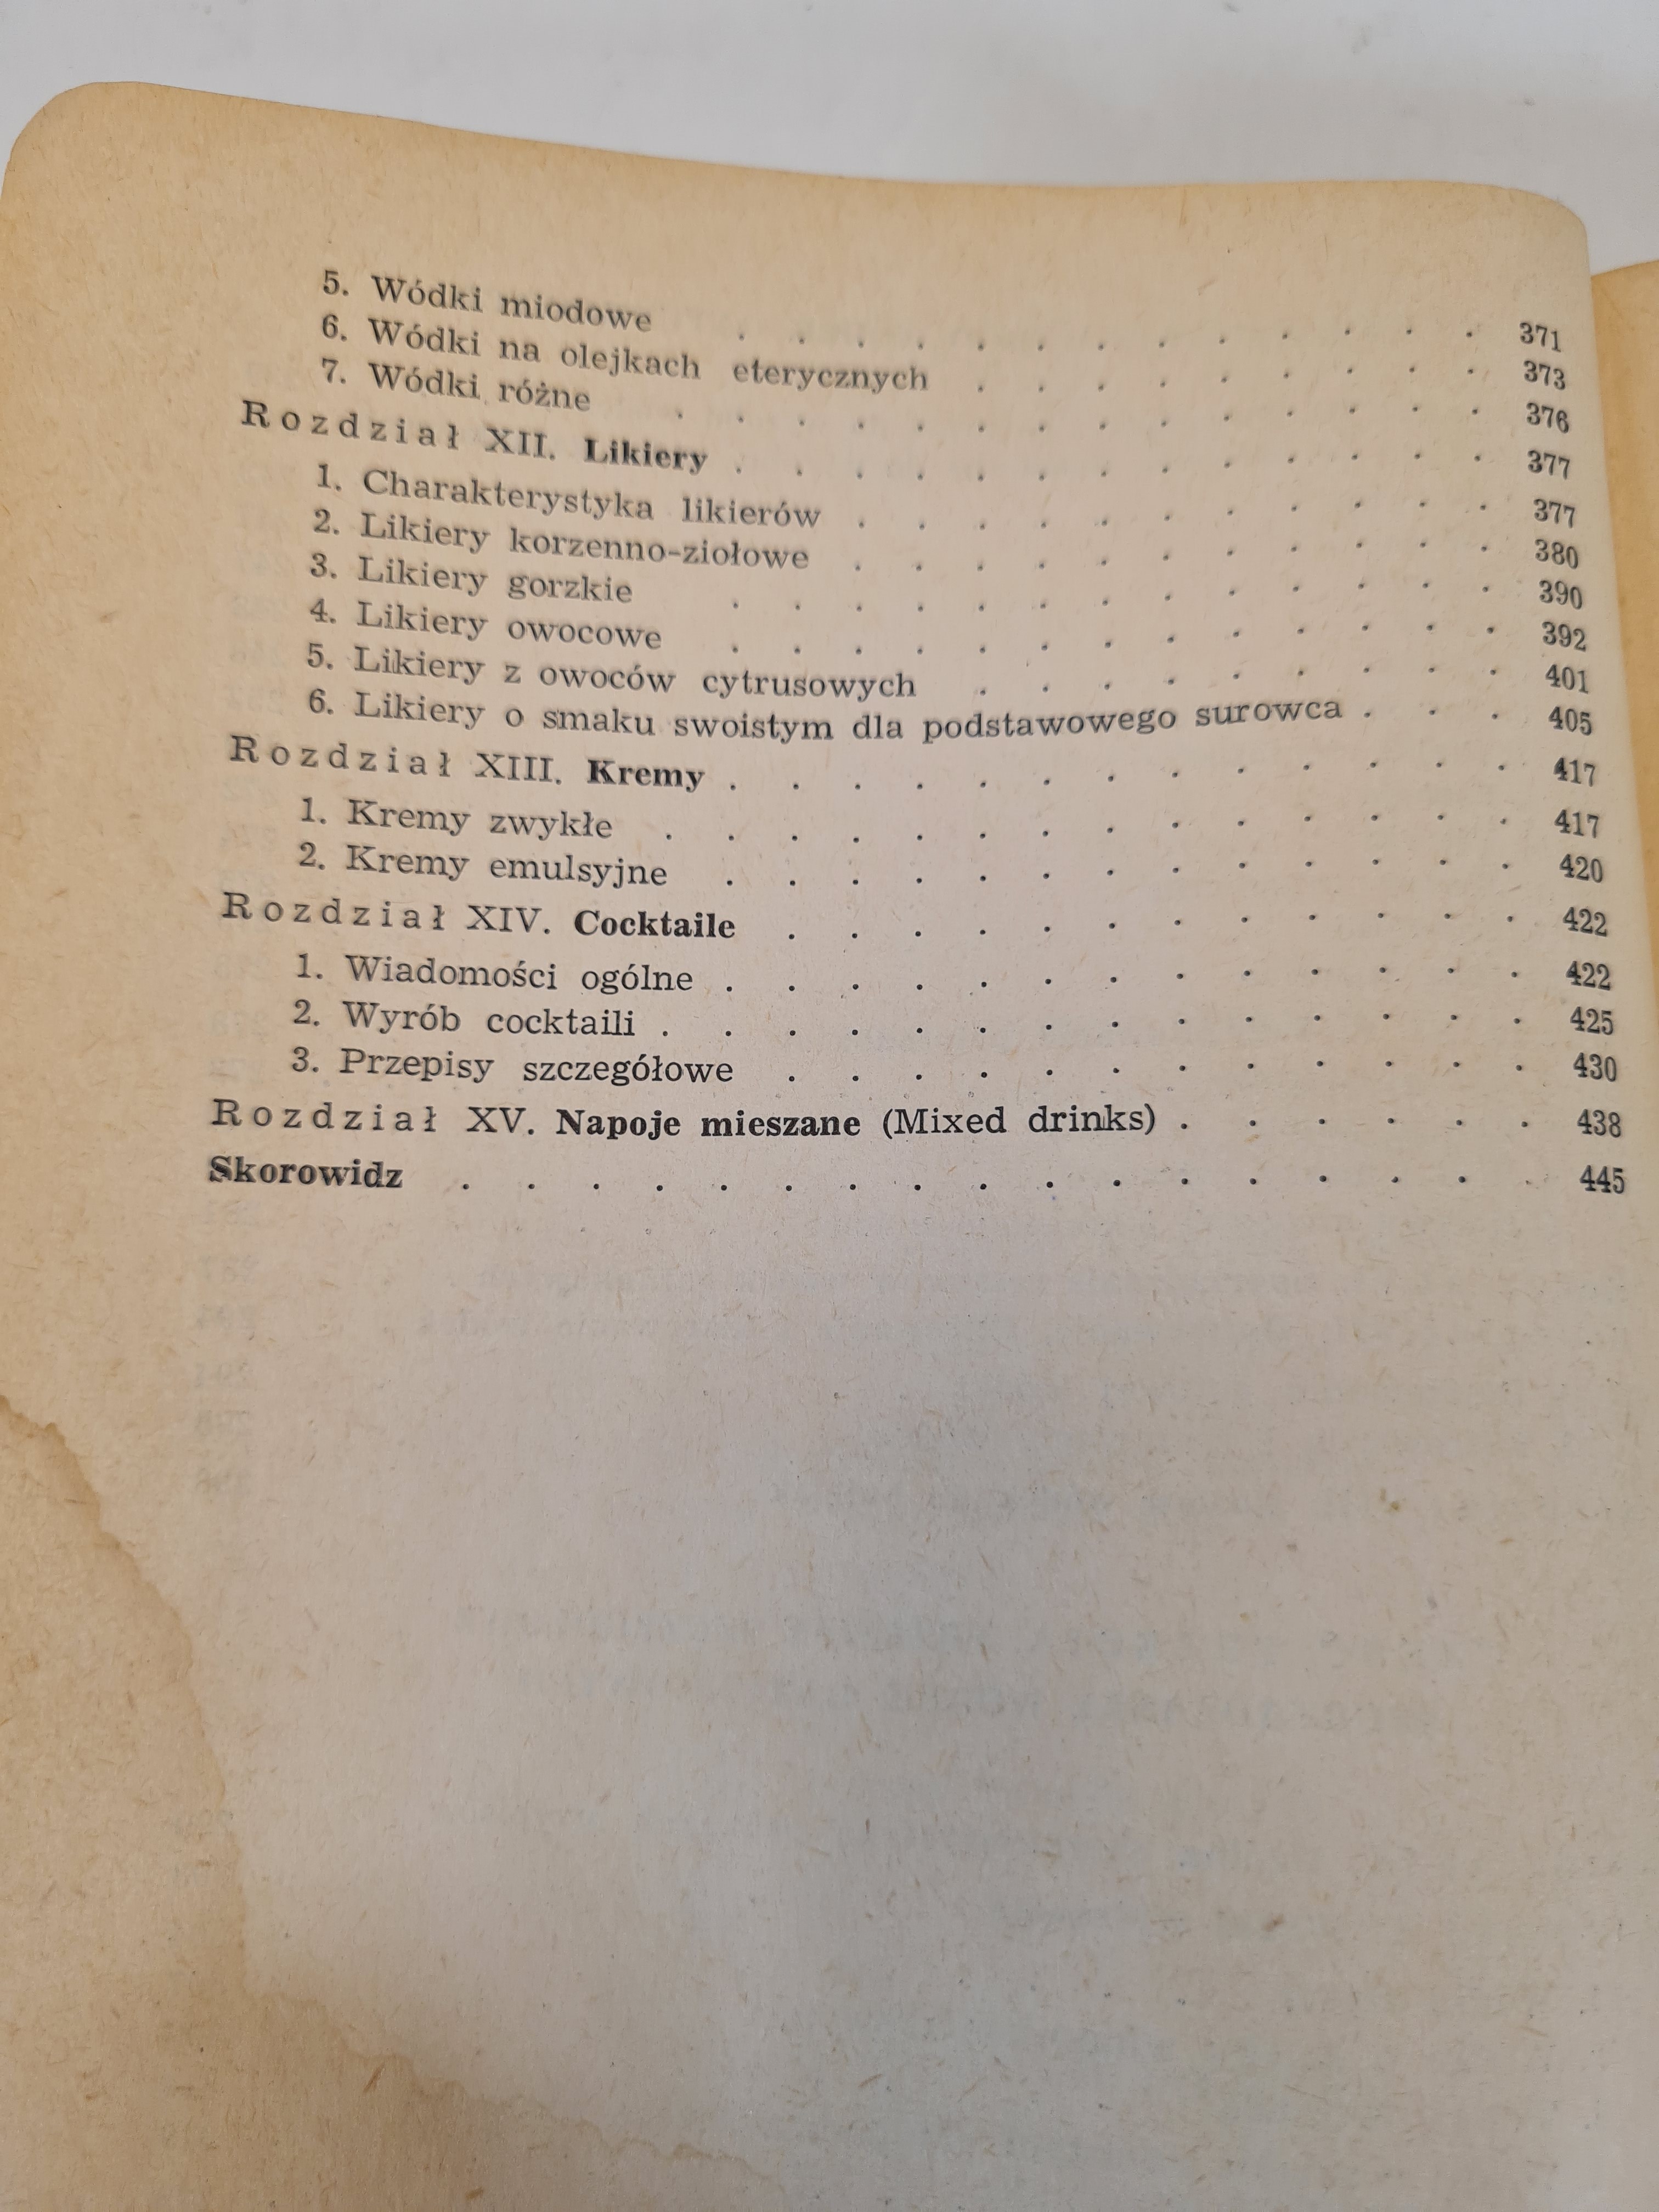 5. Wódki miodowe . . . . . . . . . . . . . 371
6. Wódki na olejkach eterycznych . . . . . . . . . 373
7. Wódki różne . . . . . . . . . . . . . . 376
Rozdział XII. Likiery . . . . . . . . . . . . . 377
1. Charakterystyka likierów . . . . . . . . . . . 377
2. Likiery korzenno-ziołowe . . . . . . . . . . . 380
3. Likiery gorzkie . . . . . . . . . . . . . 390
4. Likiery owocowe . . . . . . . . . . . . . 392
5. Likiery z owoców cytrusowych . . . . . . . . . 401
6. Likiery o smaku swoistym dla podstawowego surowca . . . 405
Rozdział XIII. Kremy . . . . . . . . . . . . . 417
1. Kremy zwykłe . . . . . . . . . . . . . . 417
2. Kremy emulsyjne . . . . . . . . . . . . . 420
Rozdział XIV. Cocktaile . . . . . . . . . . . . 422
1. Wiadomości ogólne . . . . . . . . . . . . . 422
2. Wyrób cocktaili . . . . . . . . . . . . . . 425
3. Przepisy szczegółowe . . . . . . . . . . . . 430
Rozdział XV. Napoje mieszane (Mixed drinks) . . . . . . 438
Skorowidz . . . . . . . . . . . . . . . . . 445